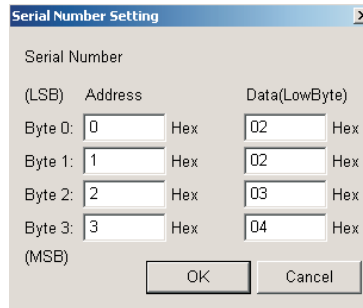 Serial Number Setting
Serial Number
(LSB) Address Data(LowByte)
Byte 0: 0 Hex 02 Hex
Byte 1: 1 Hex 02 Hex
Byte 2: 2 Hex 03 Hex
Byte 3: 3 Hex 04 Hex
(MSB)
OK Cancel